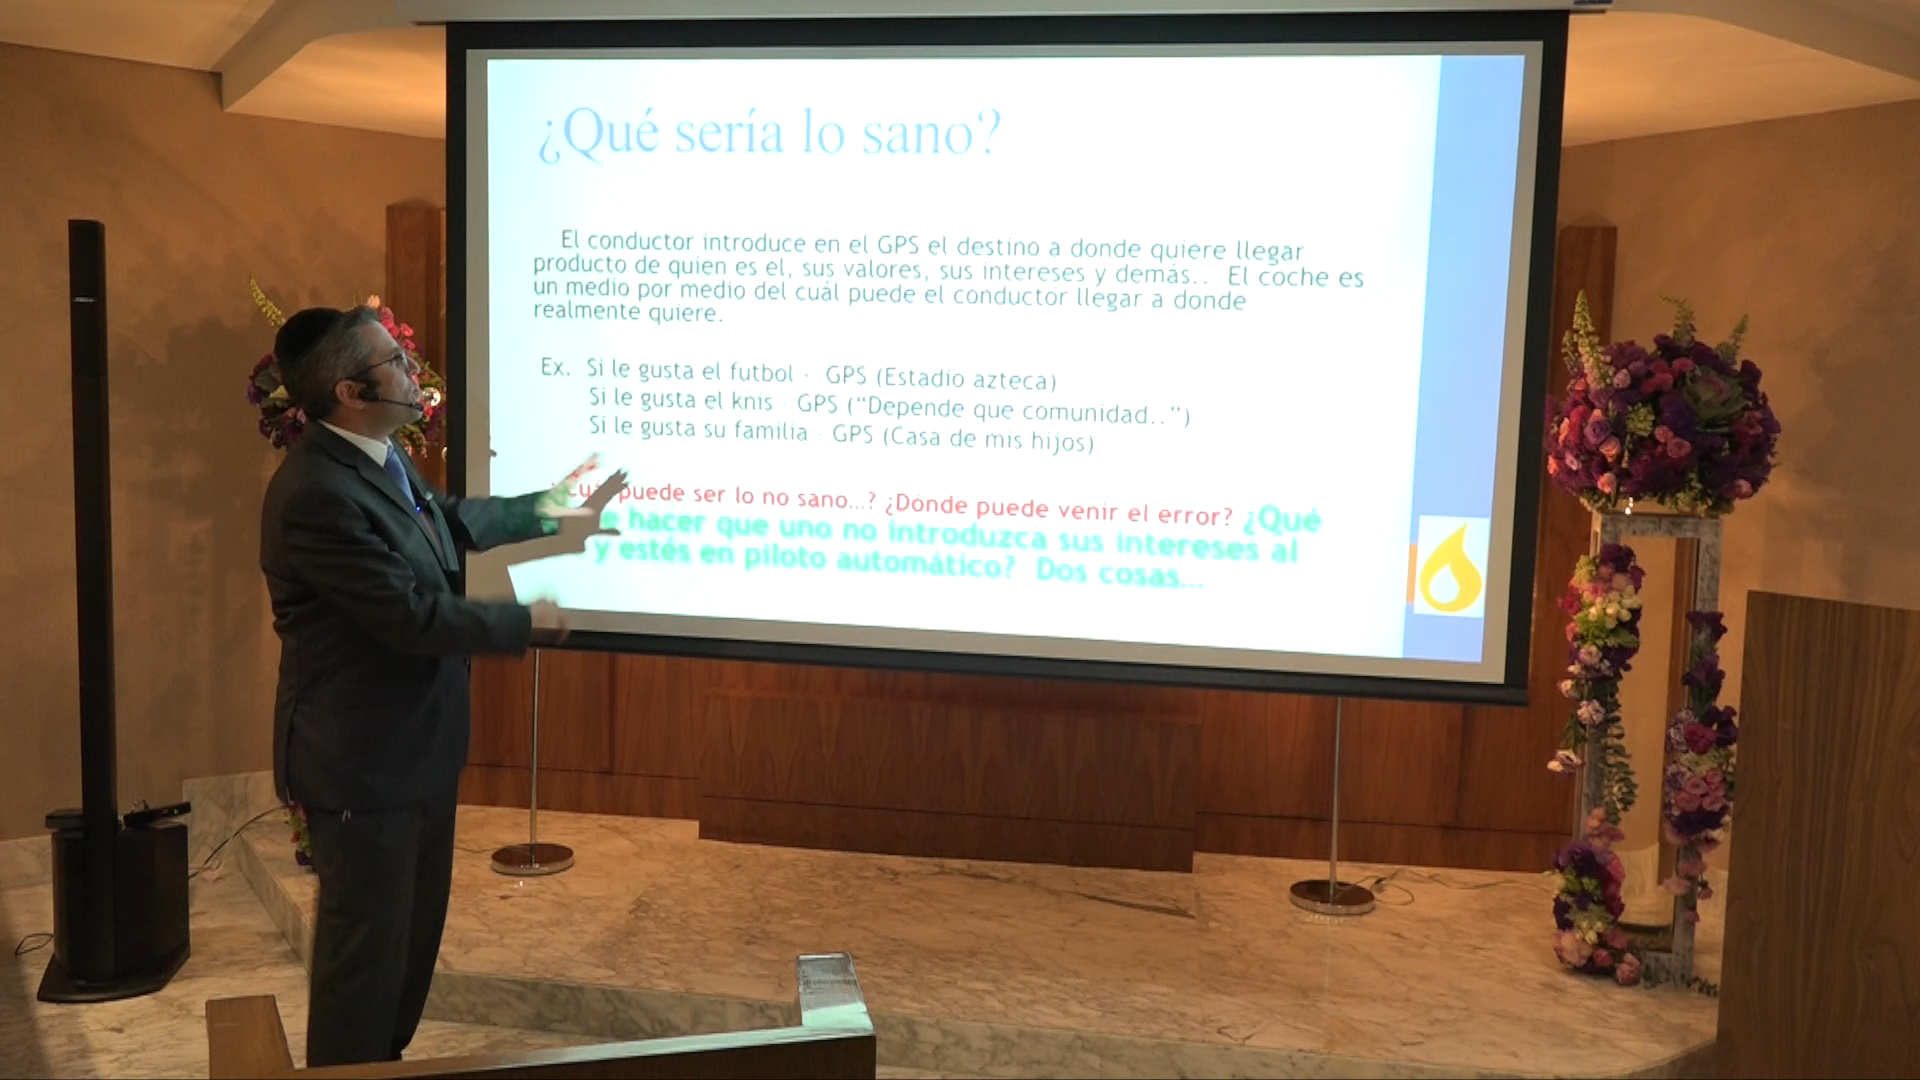 ¿Qué sería lo sano?
El conductor introduce en el GPS el destino a donde quiere llegar
producto de quien es el, sus valores, sus intereses y demás.. El coche es
un medio por medio del cuál puede el conductor llegar a donde
realmente quiere.
Ex. Si le gusta el futbol - GPS (Estadio azteca)
Si le gusta el knis - GPS (“Depende que comunidad..”)
Si le gusta su familia - GPS (Casa de mis hijos)
puede ser lo no sano...? ¿Dónde puede venir el error? ¿Qué
hacer que uno no introduzca sus intereses al
y estés en piloto automático? Dos cosas...